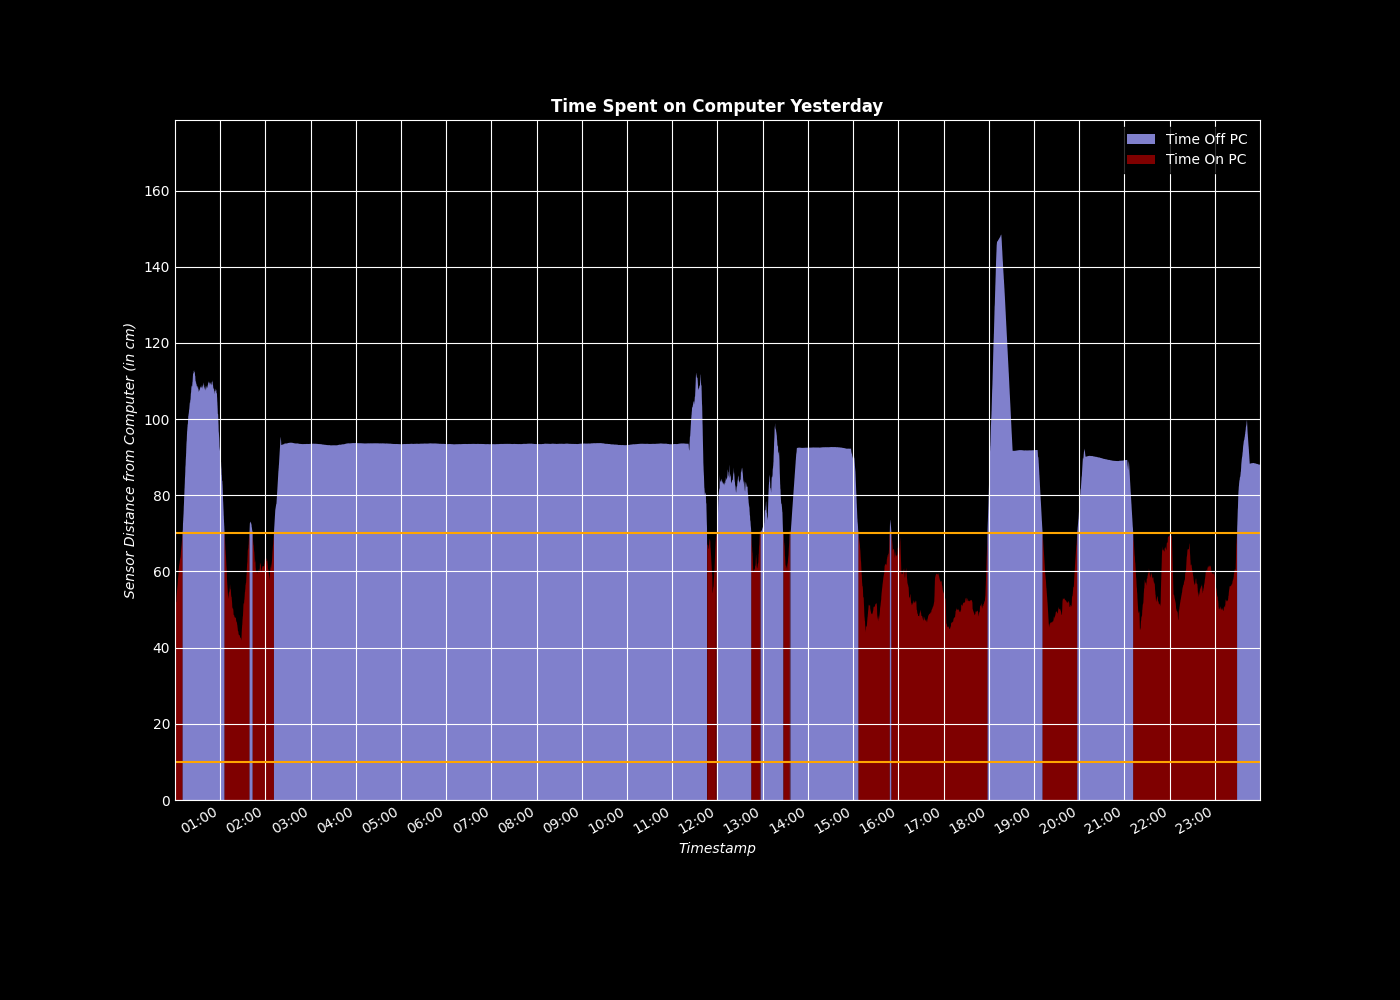 Time Spent on Computer Yesterday
Time Off PC
Time On PC
160
140
120
100
80
60
40
20
0
Sensor Distance from Computer (in cm)
01:00 02:00 03:00 04:00 05:00 06:00 07:00 08:00 09:00 10:00 11:00 12:00 13:00 14:00 15:00 16:00 17:00 18:00 19:00 20:00 21:00 22:00 23:00
Timestamp